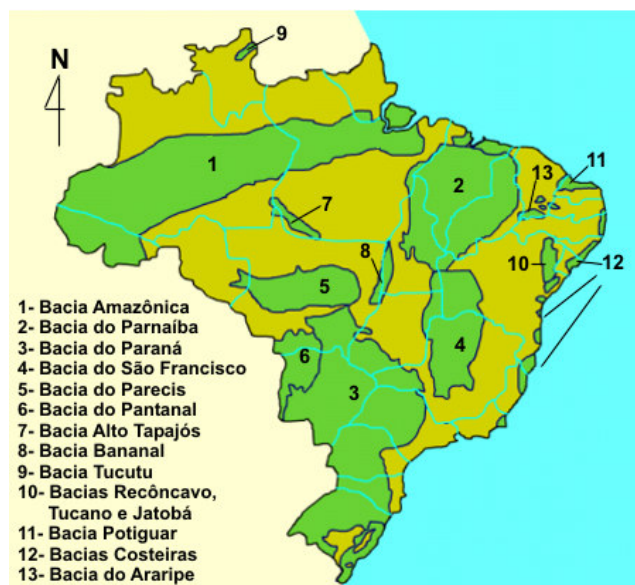 9
N
11
13
1
2
7
10
12
8
5
4
6
3
1- Bacia Amazônica
2- Bacia do Parnaíba
3- Bacia do Paraná
4- Bacia do São Francisco
5- Bacia do Parecis
6- Bacia do Pantanal
7- Bacia Alto Tapajós
8- Bacia Bananal
9- Bacia Tucutu
10- Bacias Recôncavo,
Tucano e Jatobá
11- Bacia Potiguar
12- Bacias Costeiras
13- Bacia do Araripe